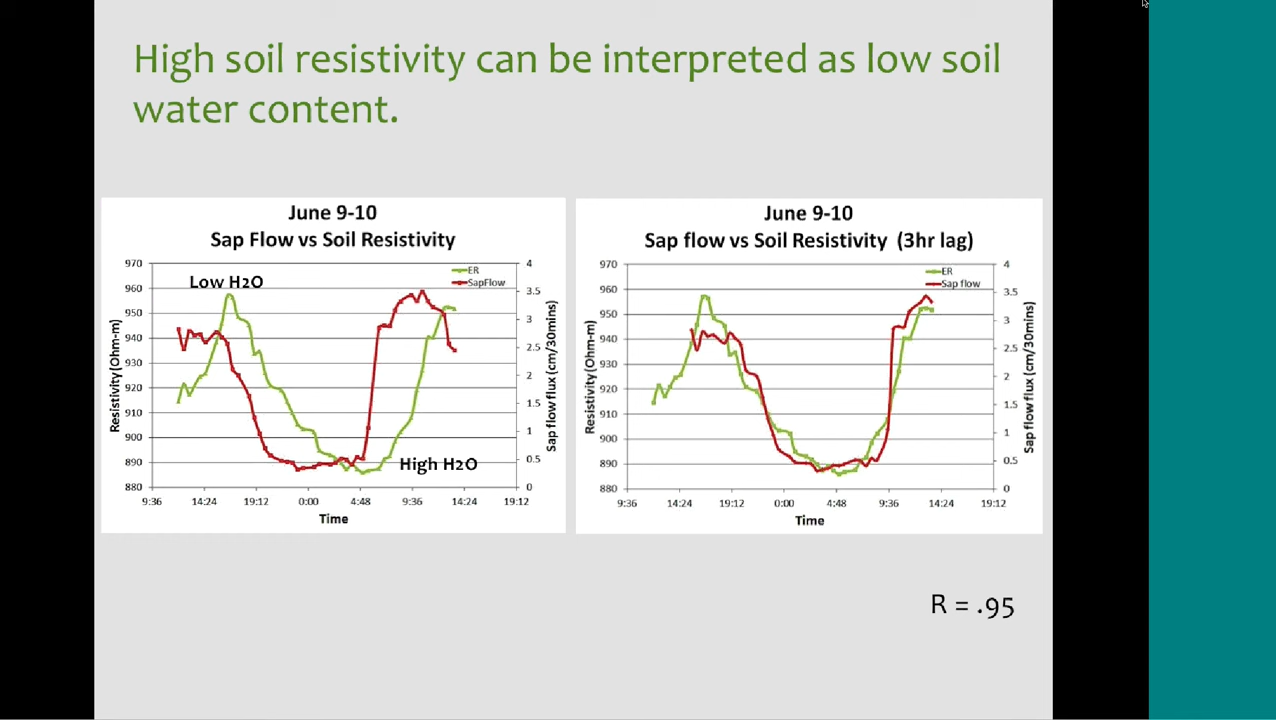 High soil resistivity can be interpreted as low soil
water content.
June 9-10
Sap Flow vs Soil Resistivity
970
960
950
940
930
920
910
900
890
880
Resistivity (Ohm-m)
Low H2O
High H2O
ER
SapFlow
4
3.5
3
2.5
2
1.5
1
0.5
0
Sap flow flux (cm/30mins)
9:36 14:24 19:12 0:00 4:48 9:36 14:24 19:12
Time
June 9-10
Sap flow vs Soil Resistivity (3hr lag)
970
960
950
940
930
920
910
900
890
880
Resistivity (Ohm-m)
ER
Sap flow
4
3.5
3
2.5
2
1.5
1
0.5
0
Sap flow flux (cm/30mins)
9:36 14:24 19:12 0:00 4:48 9:36 14:24 19:12
Time
R = .95